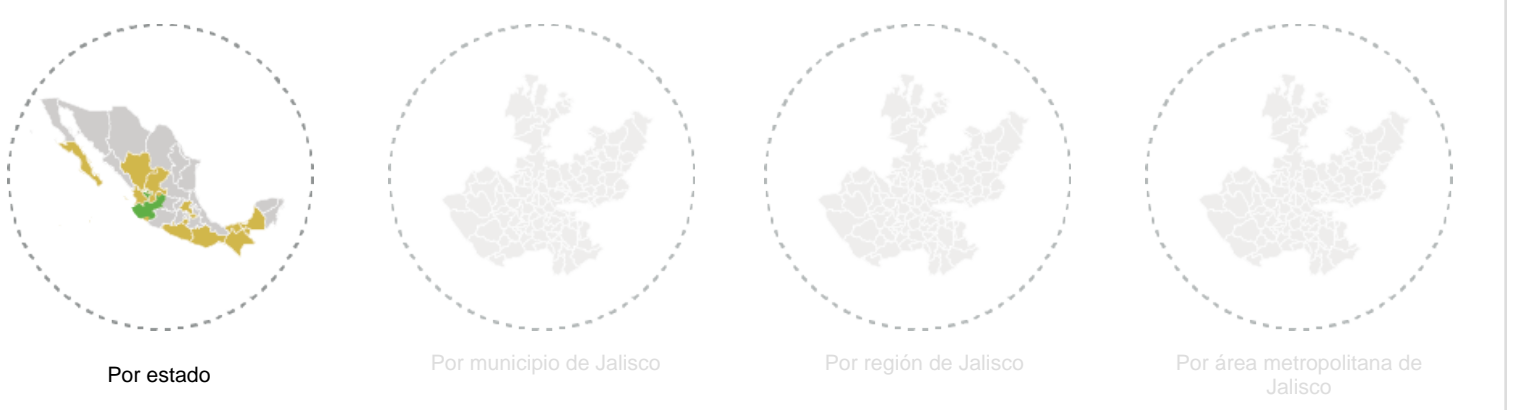 Por estado
Por municipio de Jalisco
Por región de Jalisco
Por área metropolitana de
Jalisco